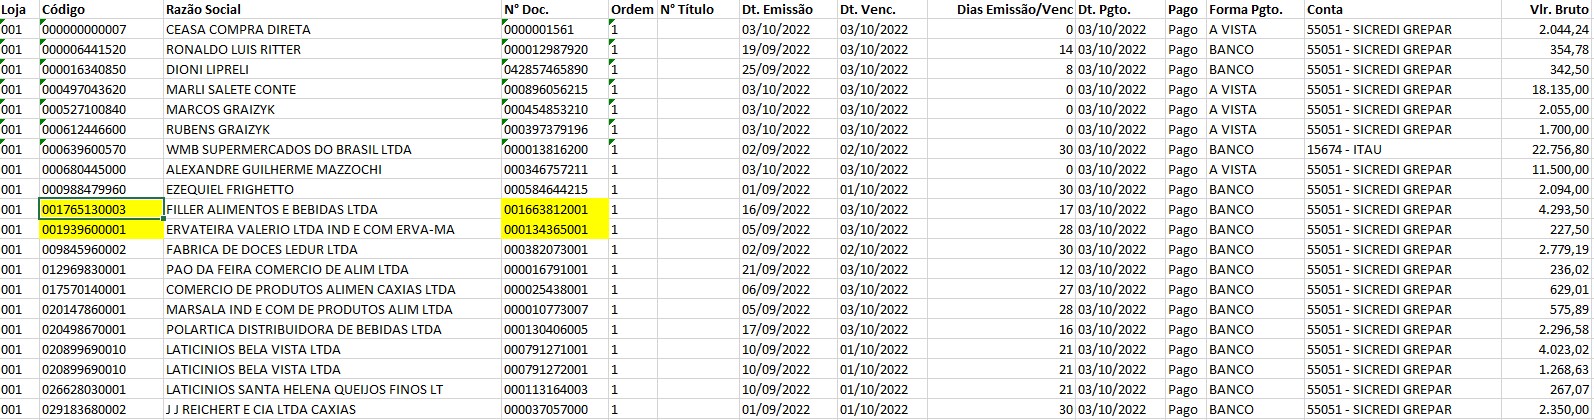 Loja Código Razão Social N° Doc. Ordem N° Título Dt. Emissão Dt. Venc. Dias Emissão/Venc Dt. Pgto. Pago Forma Pgto. Conta Vlr. Bruto
001 000000000007 CEASA COMPRA DIRETA 0000001561 1 03/10/2022 03/10/2022 0 03/10/2022 Pago A VISTA 55051 - SICREDI GREPAR 2.044,24
001 000006441520 RONALDO LUIS RITTER 000012987920 1 19/09/2022 03/10/2022 14 03/10/2022 Pago BANCO 55051 - SICREDI GREPAR 354,78
001 000016340850 DIONI LIPRELI 042857465890 1 25/09/2022 03/10/2022 8 03/10/2022 Pago BANCO 55051 - SICREDI GREPAR 342,50
001 000497043620 MARLI SALETE CONTE 000896056215 1 03/10/2022 03/10/2022 0 03/10/2022 Pago A VISTA 55051 - SICREDI GREPAR 18.135,00
001 000527100840 MARCOS GRAIZYK 000454853210 1 03/10/2022 03/10/2022 0 03/10/2022 Pago A VISTA 55051 - SICREDI GREPAR 2.055,00
001 000612446600 RUBENS GRAIZYK 000397379196 1 03/10/2022 03/10/2022 0 03/10/2022 Pago A VISTA 55051 - SICREDI GREPAR 1.700,00
001 000639600570 WMB SUPERMERCADOS DO BRASIL LTDA 000013816200 1 02/09/2022 02/10/2022 30 03/10/2022 Pago BANCO 15674 - ITAU 22.756,80
001 000680445000 ALEXANDRE GUILHERME MAZZOCHI 000346757211 1 03/10/2022 03/10/2022 0 03/10/2022 Pago A VISTA 55051 - SICREDI GREPAR 11.500,00
001 000988479960 EZEQUIEL FRIGHETTO 000584644215 1 01/09/2022 01/10/2022 30 03/10/2022 Pago BANCO 55051 - SICREDI GREPAR 2.094,00
001 001765130003 FILLER ALIMENTOS E BEBIDAS LTDA 001663812001 1 16/09/2022 03/10/2022 17 03/10/2022 Pago BANCO 55051 - SICREDI GREPAR 4.293,50
001 001939600001 ERVATEIRA VALERIO LTDA IND E COM ERVA-MA 000134365001 1 05/09/2022 03/10/2022 28 03/10/2022 Pago BANCO 55051 - SICREDI GREPAR 227,50
001 009845960002 FABRICA DE DOCES LEDUR LTDA 000382073001 1 02/09/2022 02/10/2022 30 03/10/2022 Pago BANCO 55051 - SICREDI GREPAR 2.779,19
001 012969830001 PAO DA FEIRA COMERCIO DE ALIM LTDA 000016791001 1 21/09/2022 03/10/2022 12 03/10/2022 Pago BANCO 55051 - SICREDI GREPAR 236,02
001 017570140001 COMERCIO DE PRODUTOS ALIMEN CAXIAS LTDA 000025438001 1 06/09/2022 03/10/2022 27 03/10/2022 Pago BANCO 55051 - SICREDI GREPAR 629,01
001 020147860001 MARSALA IND E COM DE PRODUTOS ALIM LTDA 000010773007 1 05/09/2022 03/10/2022 28 03/10/2022 Pago BANCO 55051 - SICREDI GREPAR 575,89
001 020498670001 POLARTICA DISTRIBUIDORA DE BEBIDAS LTDA 000130406005 1 17/09/2022 03/10/2022 16 03/10/2022 Pago BANCO 55051 - SICREDI GREPAR 2.296,58
001 020899690010 LATICINIOS BELA VISTA LTDA 000791271001 1 10/09/2022 01/10/2022 21 03/10/2022 Pago BANCO 55051 - SICREDI GREPAR 4.023,02
001 020899690010 LATICINIOS BELA VISTA LTDA 000791272001 1 10/09/2022 01/10/2022 21 03/10/2022 Pago BANCO 55051 - SICREDI GREPAR 1.268,63
001 026628030001 LATICINIOS SANTA HELENA QUEIJOS FINOS LT 000113164003 1 10/09/2022 01/10/2022 21 03/10/2022 Pago BANCO 55051 - SICREDI GREPAR 267,07
001 029183680002 J J REICHERT E CIA LTDA CAXIAS 000037057000 1 01/09/2022 01/10/2022 30 03/10/2022 Pago BANCO 55051 - SICREDI GREPAR 2.350,00